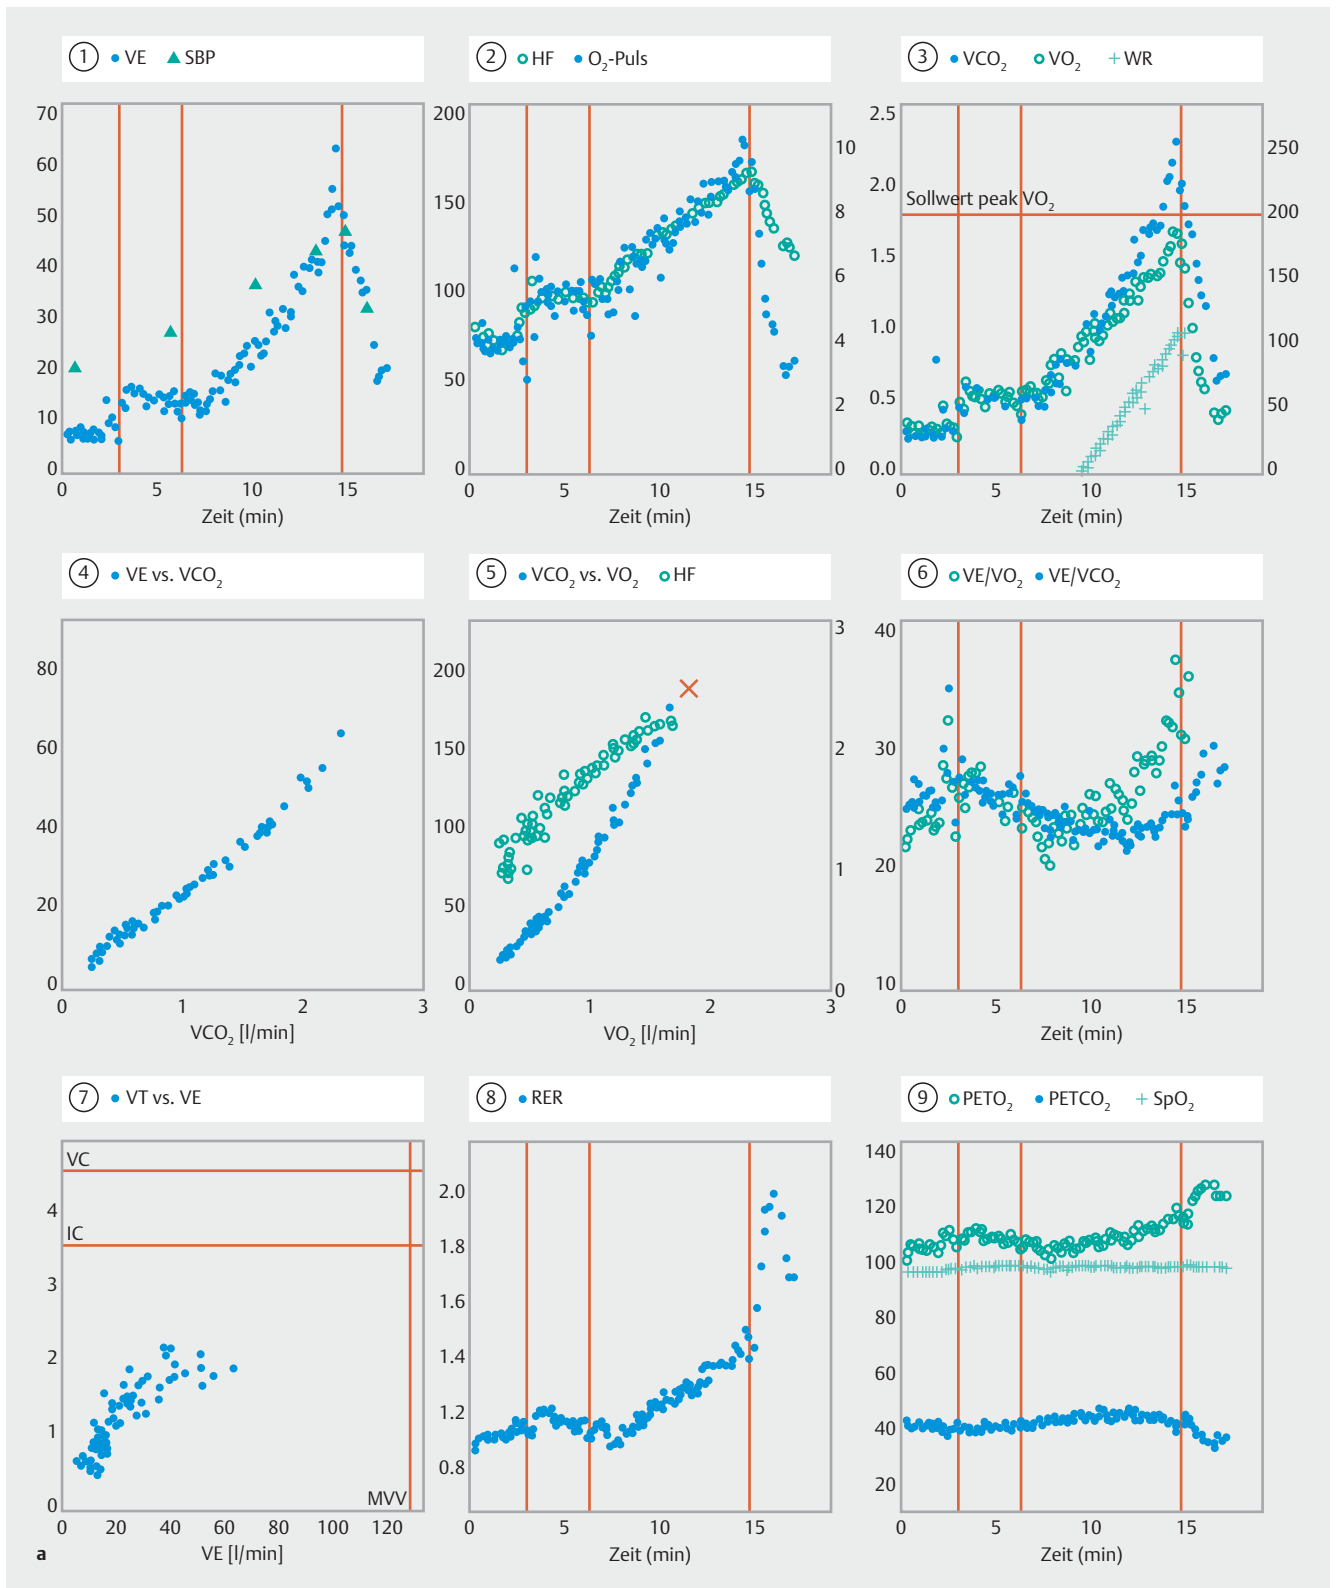 1 VE SBP
2 HF O₂-Puls
3 VCO₂ VO₂ WR
70
60
50
40
30
20
10
0
0 5 10 15
Zeit (min)
200
150
100
50
0
10
8
6
4
2
0
0 5 10 15
Zeit (min)
2.5
2.0
1.5
1.0
0.5
0.0
Sollwert peak VO₂
250
200
150
100
50
0
0 5 10 15
Zeit (min)
4 VE vs. VCO₂
5 VCO₂ vs. VO₂ HF
6 VE/VO₂ VE/VCO₂
80
60
40
20
0
0 1 2 3
VCO₂ [l/min]
200
150
100
50
0
3
2
1
0
0 1 2 3
VO₂ [l/min]
40
30
20
10
0 5 10 15
Zeit (min)
7 VT vs. VE
8 RER
9 PETO₂ PETCO₂ SpO₂
VC
4
IC
3
2
1
0
MVV
0 20 40 60 80 100 120
VE [l/min]
2.0
1.8
1.6
1.4
1.2
1.0
0.8
0 5 10 15
Zeit (min)
140
120
100
80
60
40
20
0 5 10 15
Zeit (min)
a